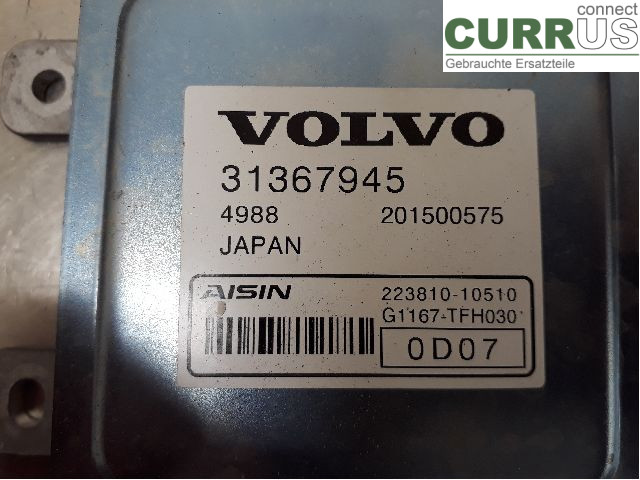 connect
CURRUS
Gebrauchte Ersatzteile
VOLVO
31367945
4988 201500575
JAPAN
AISIN 223810-10510
G1167-TFH030
0D07